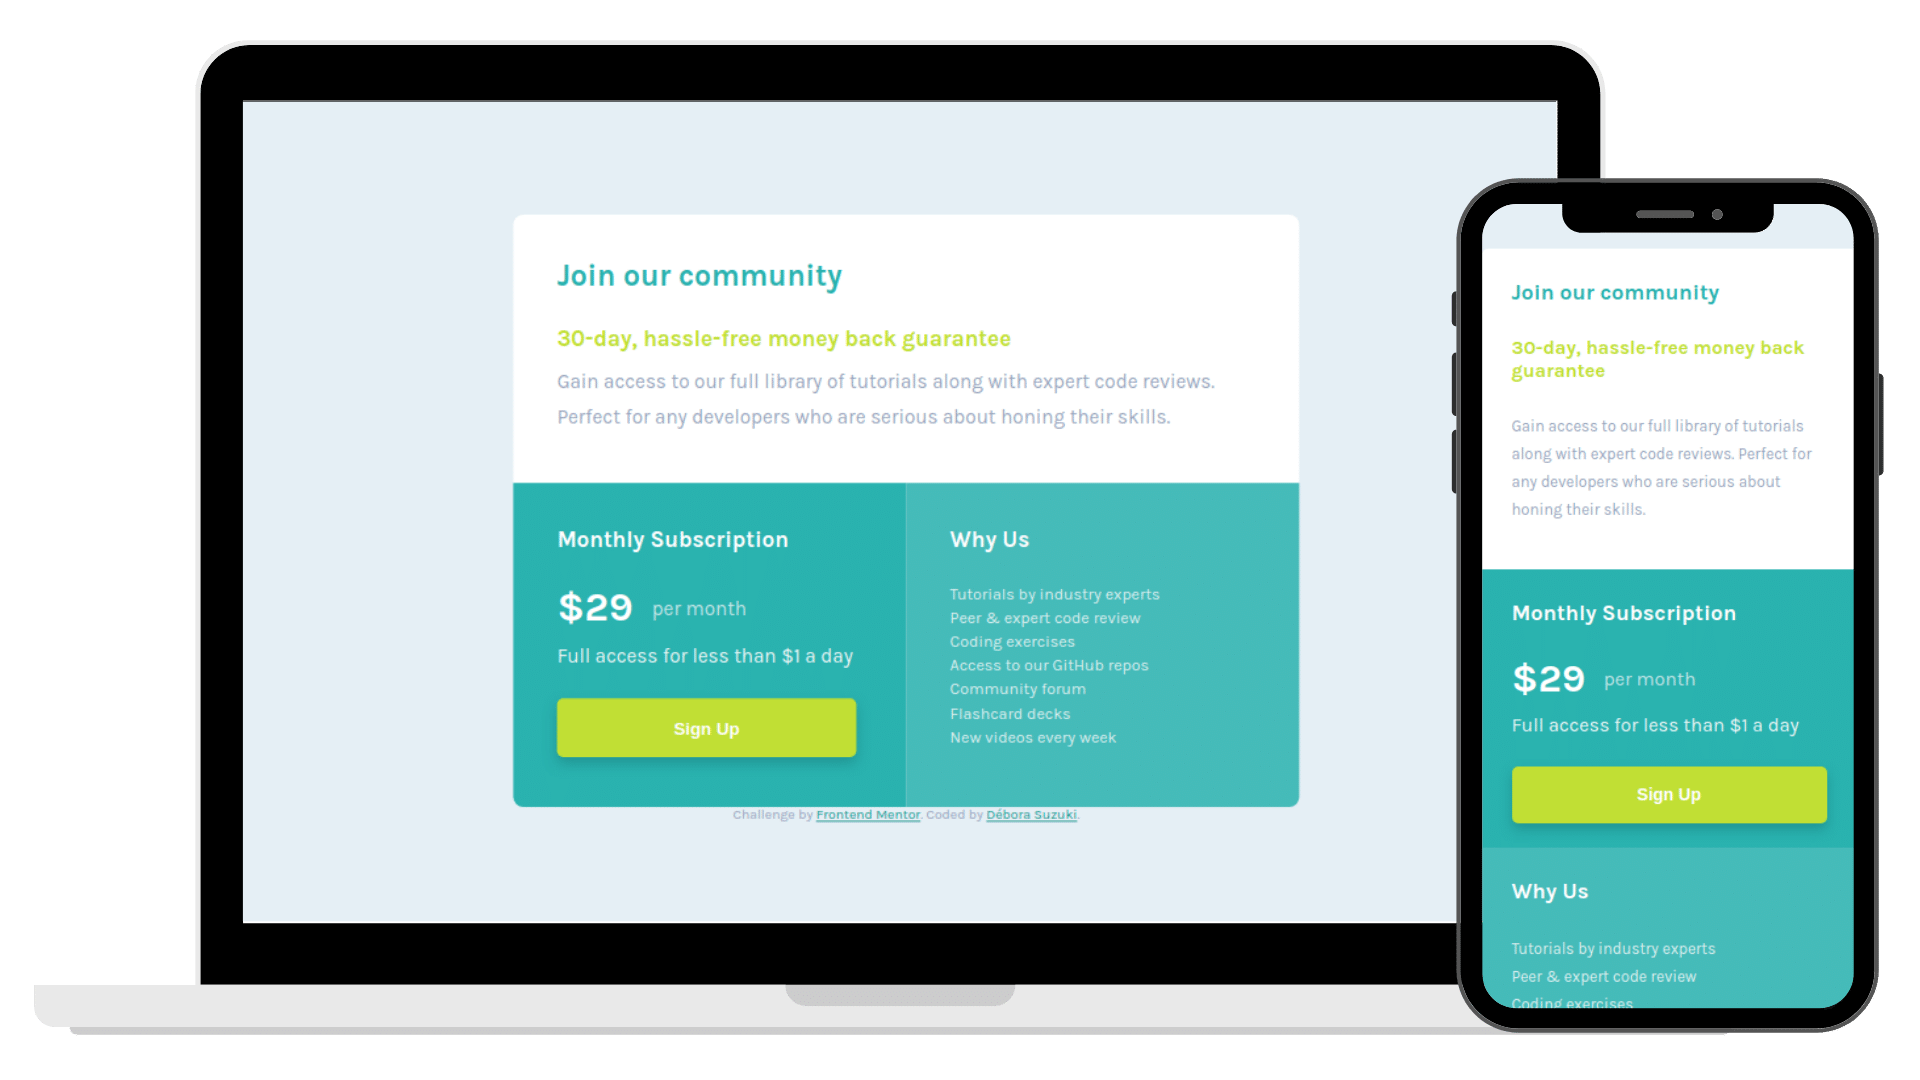 Join our community
30-day, hassle-free money back guarantee
Gain access to our full library of tutorials along with expert code reviews.
Perfect for any developers who are serious about honing their skills.
Monthly Subscription
$29 per month
Full access for less than $1 a day
Sign Up
Why Us
Tutorials by industry experts
Peer & expert code review
Coding exercises
Access to our GitHub repos
Community forum
Flashcard decks
New videos every week
Challenge by Frontend Mentor. Coded by Débora Suzuki.
Join our community
30-day, hassle-free money back
guarantee
Gain access to our full library of tutorials
along with expert code reviews. Perfect for
any developers who are serious about
honing their skills.
Monthly Subscription
$29 per month
Full access for less than $1 a day
Sign Up
Why Us
Tutorials by industry experts
Peer & expert code review
Coding exercises